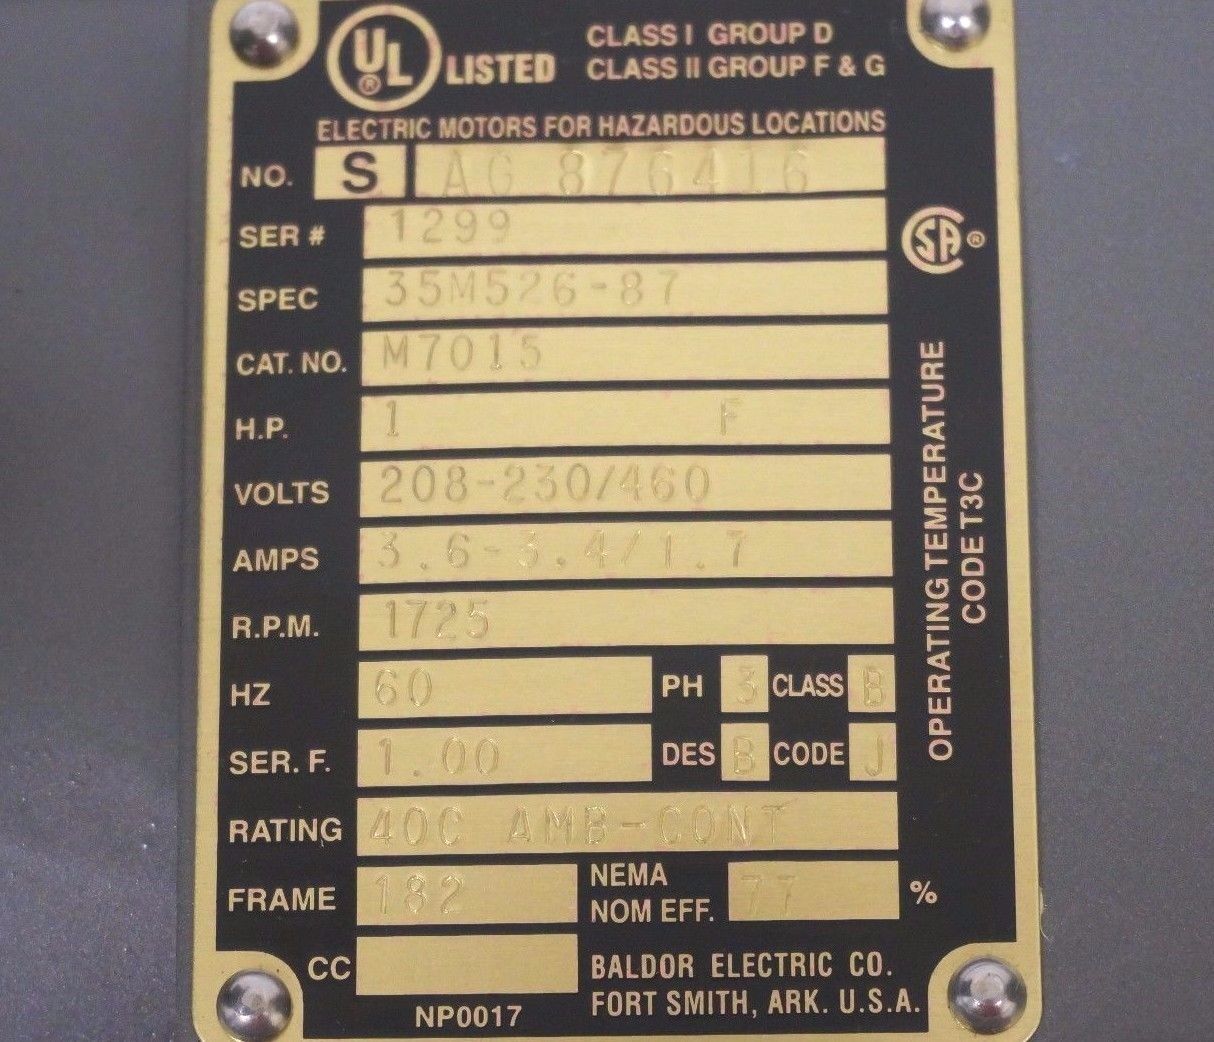 UL ® LISTED
CLASS I GROUP D
CLASS II GROUP F & G
ELECTRIC MOTORS FOR HAZARDOUS LOCATIONS
NO. S AG 876416
SER # 1299
SPEC 35M526-87
CAT. NO. M7015
H.P. 1 F
VOLTS 208-230/460
AMPS 3.6-3.4/1.7
R.P.M. 1725
HZ 60 PH 3 CLASS B
SER. F. 1.00 DES B CODE J
RATING 40C AMB-CONT
FRAME 182 NEMA NOM EFF. 77 %
CC
NP0017
BALDOR ELECTRIC CO.
FORT SMITH, ARK. U.S.A.
SA ®
OPERATING TEMPERATURE
CODE T3C